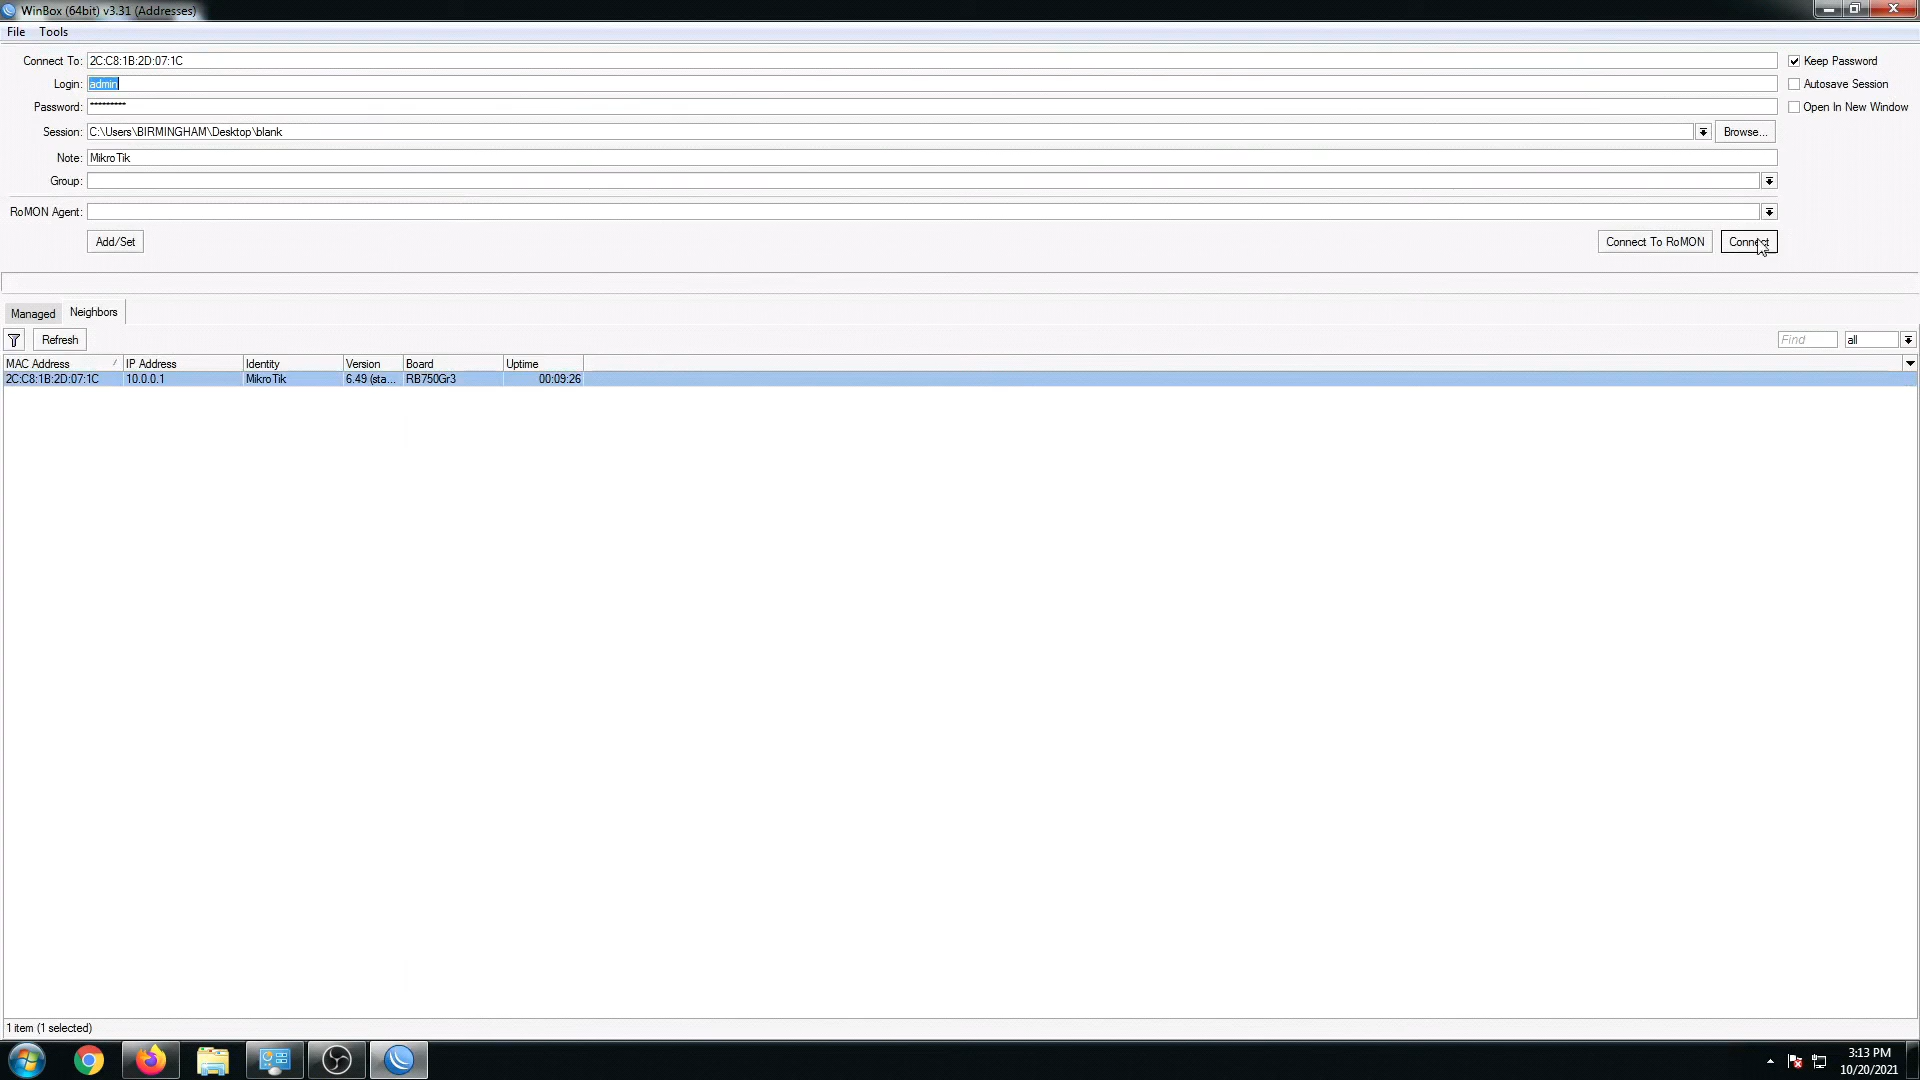 WinBox (64bit) v3.31 (Addresses)
File Tools
Connect To: 2C:C8:1B:2D:07:1C
Keep Password
Login: admin
Autosave Session
Password: *********
Open In New Window
Session: C:\Users\BIRMINGHAM\Desktop\blank
Browse...
Note: MikroTik
Group:
RoMON Agent:
Add/Set
Connect To RoMON
Connect
Managed Neighbors
Refresh
Find
all
MAC Address IP Address Identity Version Board Uptime
2C:C8:1B:2D:07:1C 10.0.0.1 MikroTik 6.49 (sta... RB750Gr3 00:09:26
1 item (1 selected)
3:13 PM
10/20/2021